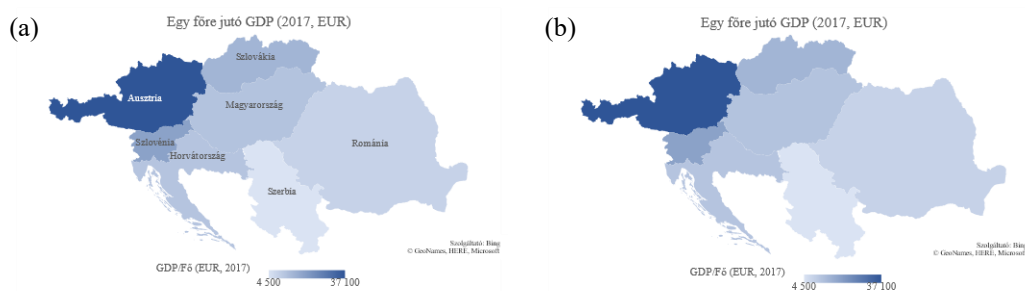 (a)
Egy főre jutó GDP (2017, EUR)
Szlovákia
Ausztria
Magyarország
Szlovénia
Románia
Horvátország
Szerbia
Szolgáltató: Bing
© GeoNames, HERE, Microsoft
GDP/Fő (EUR, 2017)
4 500 37 100
(b)
Egy főre jutó GDP (2017, EUR)
Szolgáltató: Bing
© GeoNames, HERE, Microsoft
GDP/Fő (EUR, 2017)
4 500 37 100